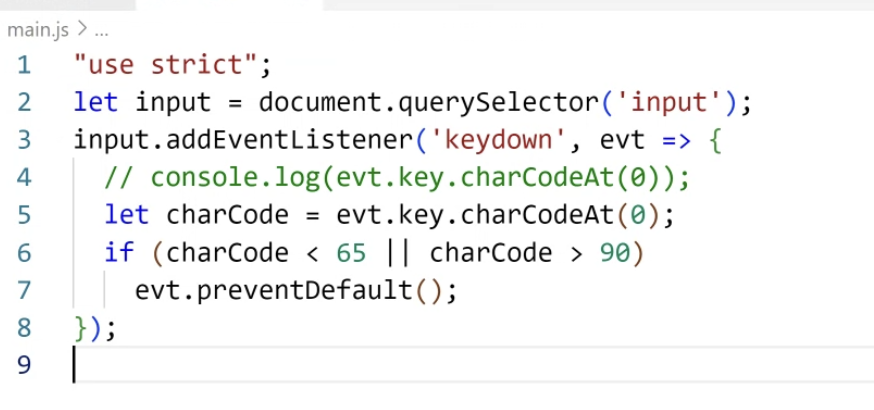 main.js > ...
1 "use strict";
2 let input = document.querySelector('input');
3 input.addEventListener('keydown', evt => {
4   // console.log(evt.key.charCodeAt(0));
5   let charCode = evt.key.charCodeAt(0);
6   if (charCode < 65 || charCode > 90)
7     evt.preventDefault();
8 });
9